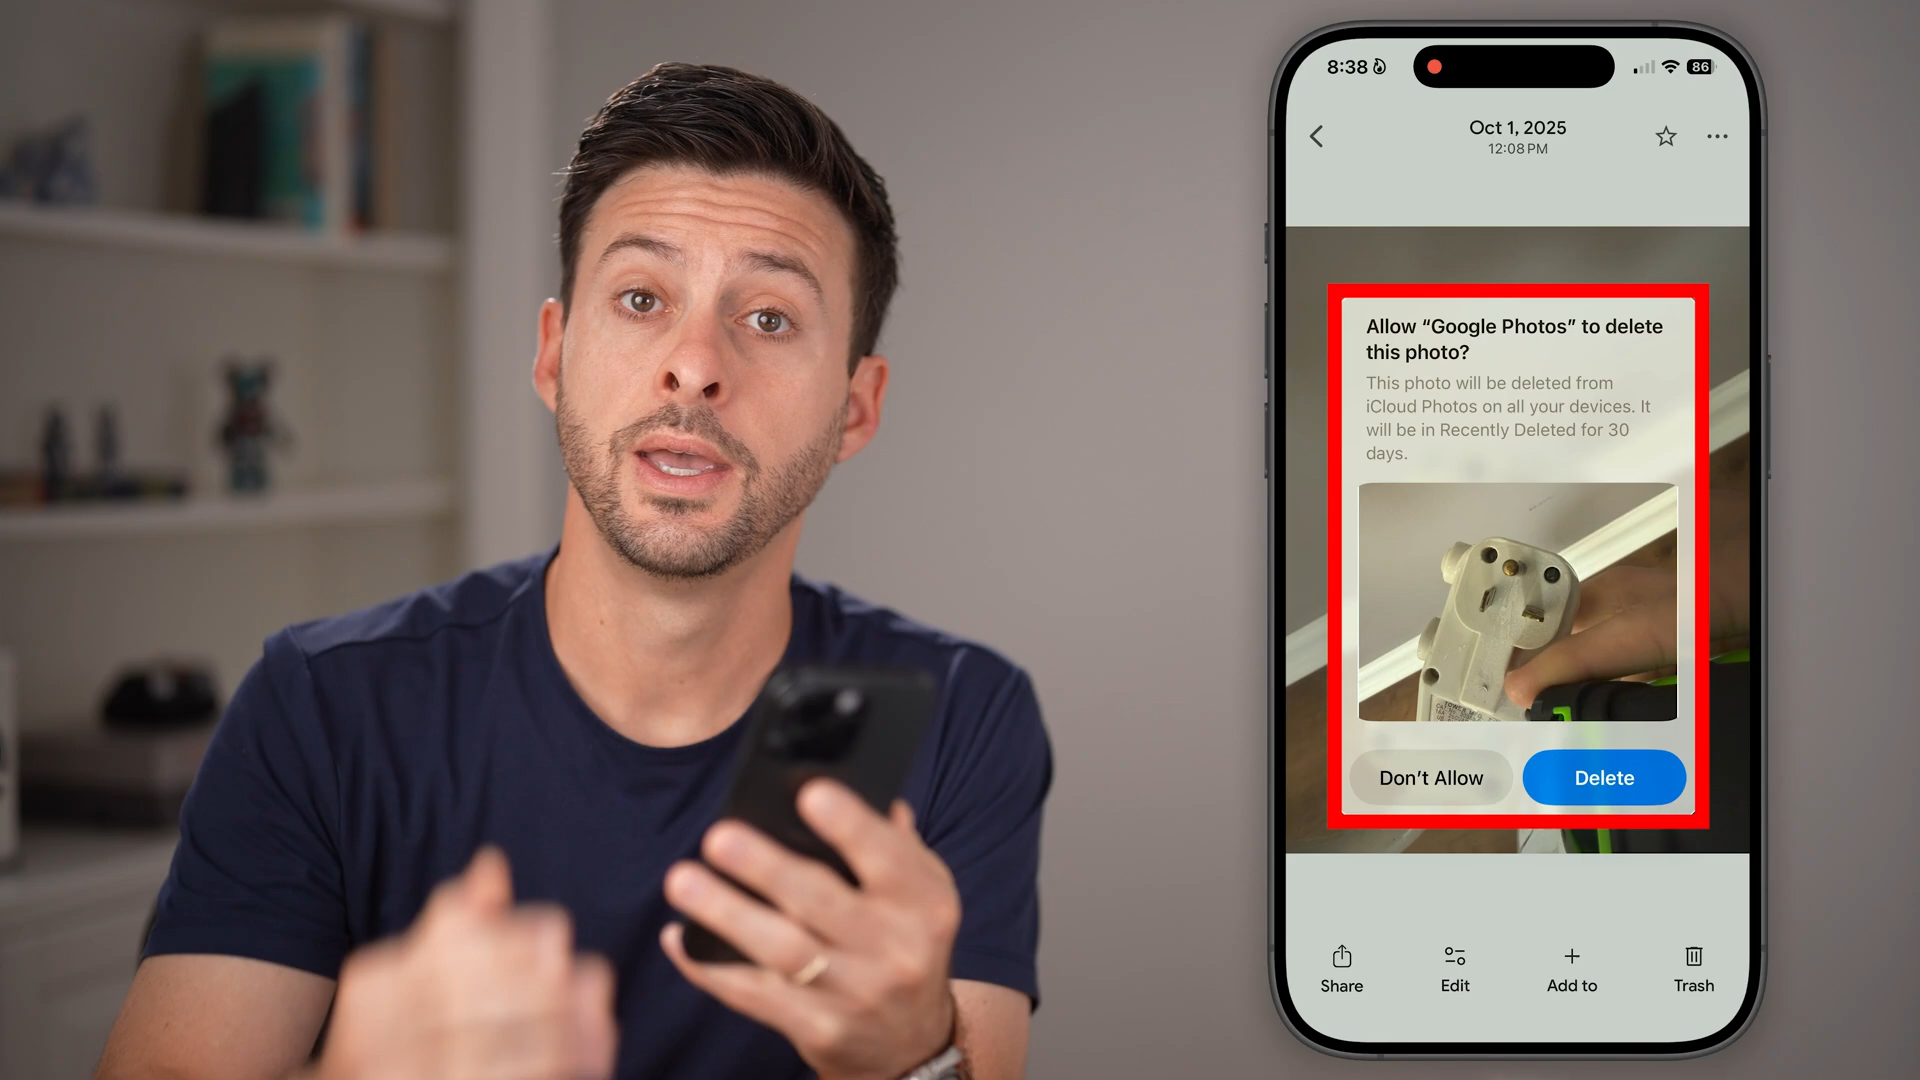 8:38
86
Oct 1, 2025
12:08 PM
Allow “Google Photos” to delete
this photo?
This photo will be deleted from
iCloud Photos on all your devices. It
will be in Recently Deleted for 30
days.
Don’t Allow
Delete
Share
Edit
Add to
Trash